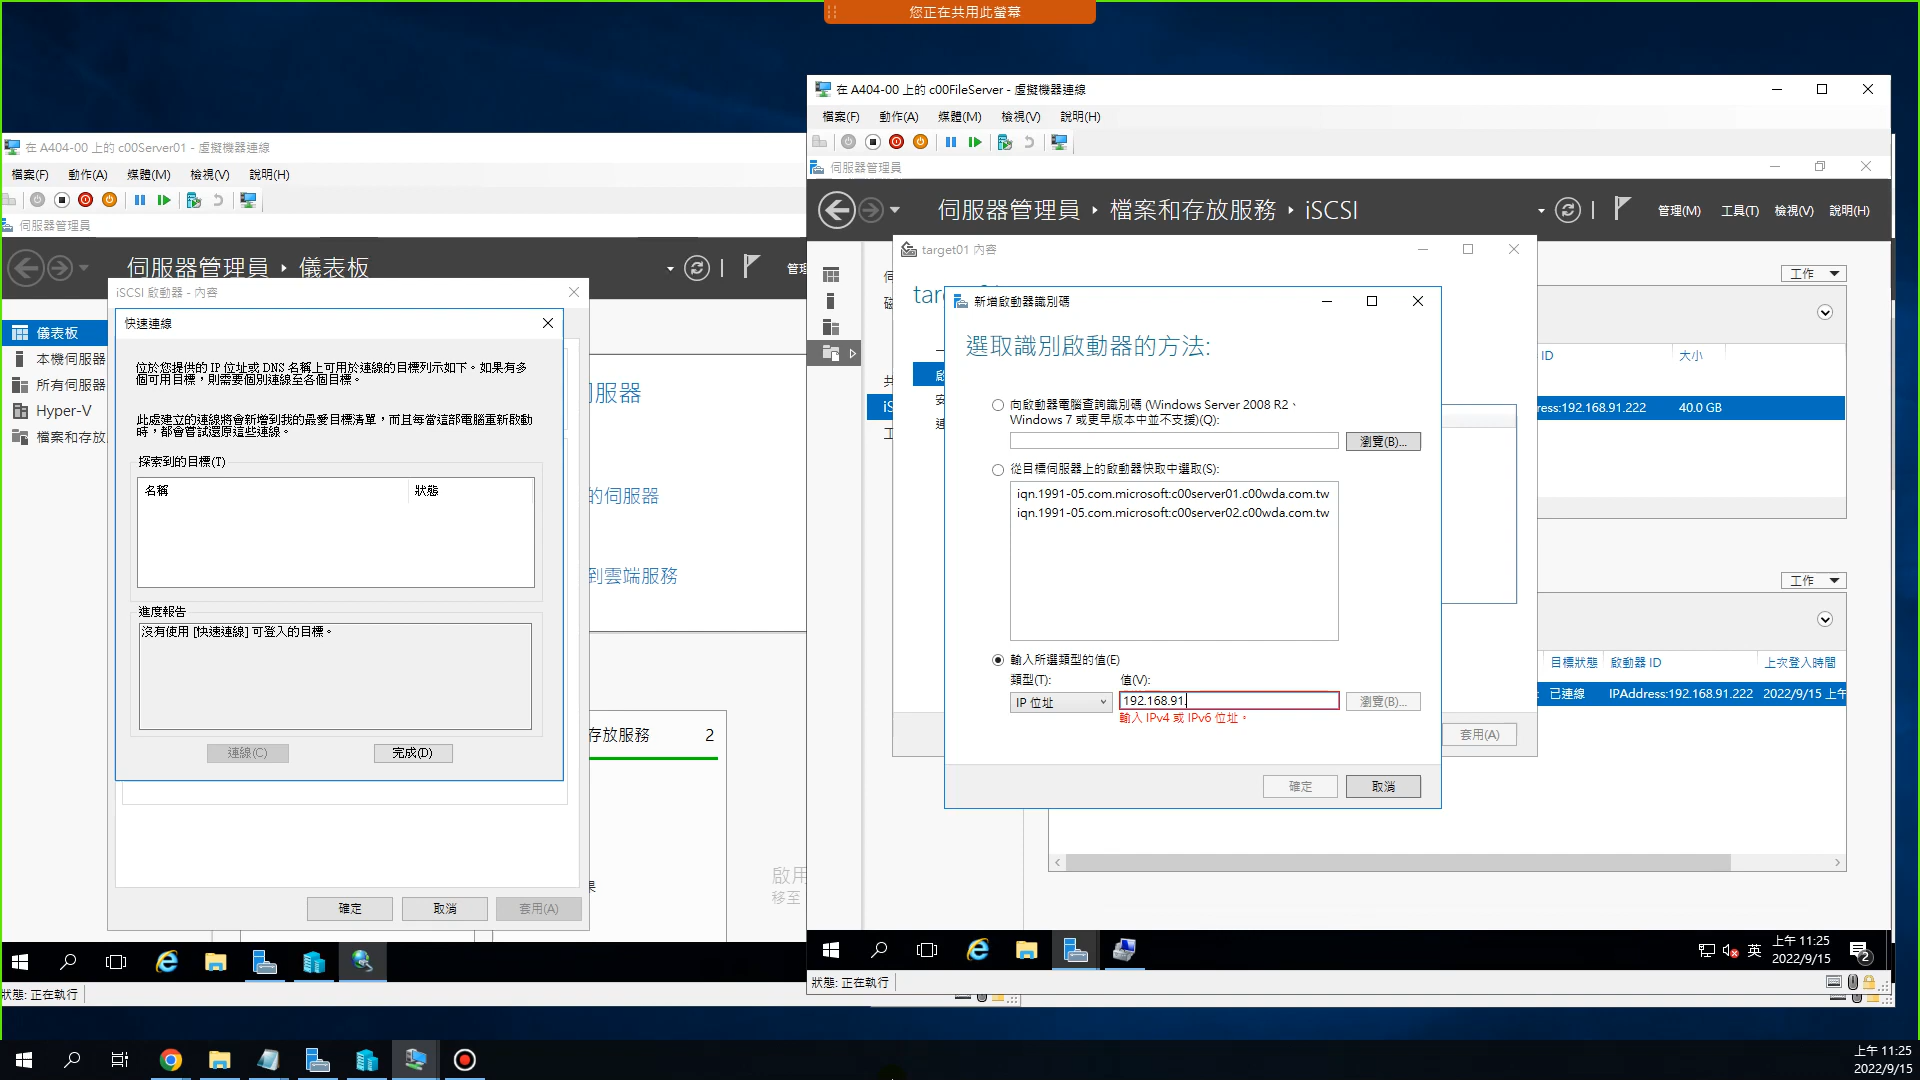 您正在共用此螢幕
在 A404-00 上的 c00Server01 - 虛擬機器連線
檔案(F) 動作(A) 媒體(M) 檢視(V) 說明(H)
伺服器管理員
伺服器管理員 ‣ 儀表板
管理
儀表板
本機伺服器
所有伺服器
Hyper-V
檔案和存放
iSCSI 啟動器 - 內容
快速連線
位於您提供的 IP 位址或 DNS 名稱上可用於連線的目標列示如下。如果有多
個可用目標，則需要個別連線至各個目標。
此處建立的連線將會新增到我的最愛目標清單，而且每當這部電腦重新啟動
時，都會嘗試還原這些連線。
探索到的目標(T)
名稱 狀態
進度報告
沒有使用 [快速連線] 可登入的目標。
連線(C) 完成(D)
確定 取消 套用(A)
伺服器
的伺服器
到雲端服務
存放服務 2
啟用
移至
狀態: 正在執行
在 A404-00 上的 c00FileServer - 虛擬機器連線
檔案(F) 動作(A) 媒體(M) 檢視(V) 說明(H)
伺服器管理員
伺服器管理員 ‣ 檔案和存放服務 ‣ iSCSI
管理(M) 工具(T) 檢視(V) 說明(H)
target01 內容
tar
iS
新增啟動器識別碼
選取識別啟動器的方法:
向啟動器電腦查詢識別碼 (Windows Server 2008 R2、
Windows 7 或更早版本中並不支援)(Q):
瀏覽(B)...
從目標伺服器上的啟動器快取中選取(S):
iqn.1991-05.com.microsoft:c00server01.c00wda.com.tw
iqn.1991-05.com.microsoft:c00server02.c00wda.com.tw
輸入所選類型的值(E)
類型(T): 值(V):
IP 位址 192.168.91. 瀏覽(B)...
輸入 IPv4 或 IPv6 位址。
確定 取消
套用(A)
工作
ID 大小
ress:192.168.91.222 40.0 GB
工作
目標狀態 啟動器 ID 上次登入時間
已連線 IPAddress:192.168.91.222 2022/9/15 上午
英 上午 11:25
2022/9/15 2
狀態: 正在執行
上午 11:25
2022/9/15